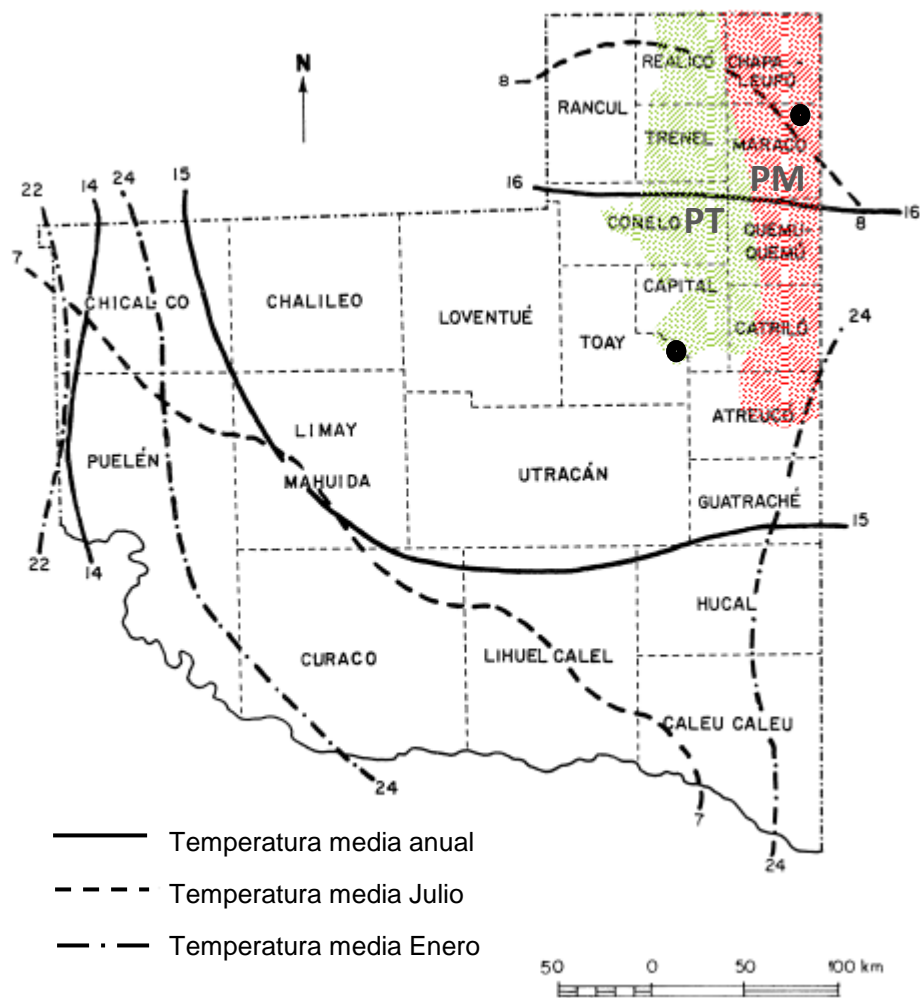 N
8
REALICÓ
CHAPA-
LEUFÚ
RANCUL
TRENEL
MARACÓ
22
14
24
15
16
PM
16
7
CONELO
PT
QUEMU-
QUEMÚ
8
CHICAL CO
CHALILEO
LOVENTUÉ
CAPITAL
24
TOAY
CATRILÓ
LIMAY
MAHUIDA
PUELÉN
UTRACÁN
ATREUCO
GUATRACHÉ
15
22
14
HUCAL
CURACO
LIHUEL CALEL
CALEU CALEU
24
7
24
Temperatura media anual
Temperatura media Julio
Temperatura media Enero
50 0 50 100 km